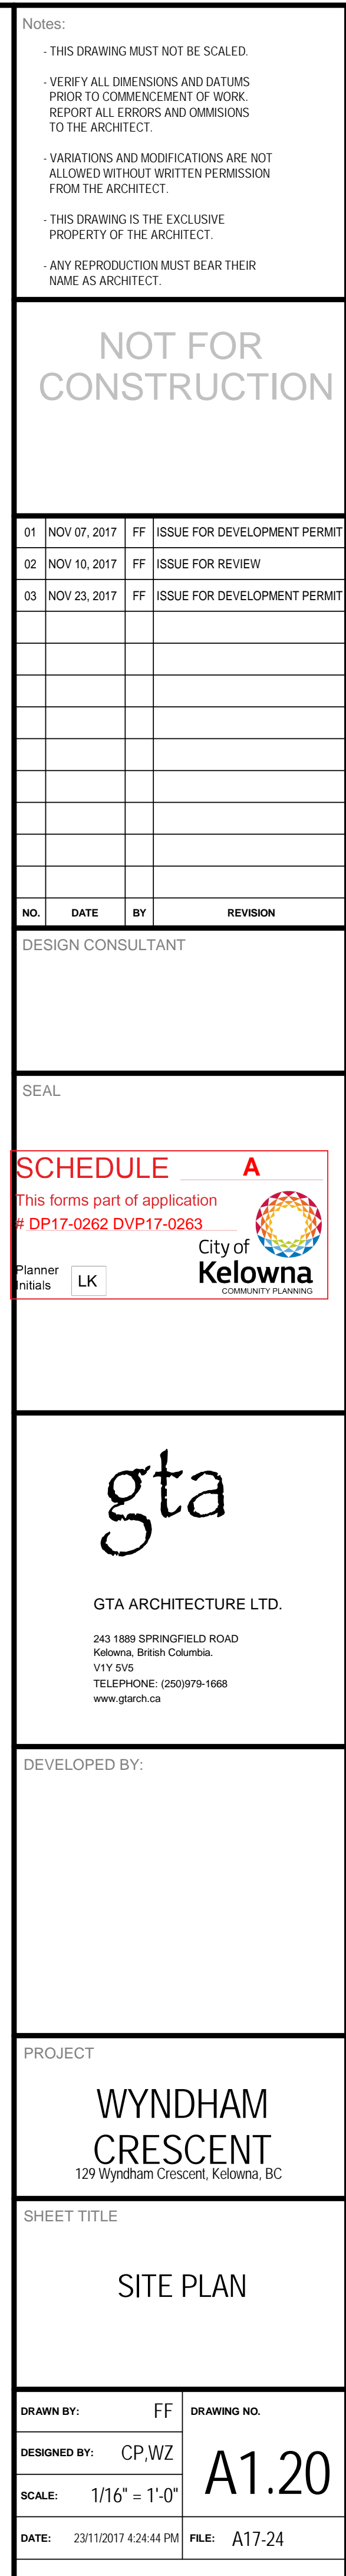 Notes:
- THIS DRAWING MUST NOT BE SCALED.
- VERIFY ALL DIMENSIONS AND DATUMS
PRIOR TO COMMENCEMENT OF WORK.
REPORT ALL ERRORS AND OMMISIONS
TO THE ARCHITECT.
- VARIATIONS AND MODIFICATIONS ARE NOT
ALLOWED WITHOUT WRITTEN PERMISSION
FROM THE ARCHITECT.
- THIS DRAWING IS THE EXCLUSIVE
PROPERTY OF THE ARCHITECT.
- ANY REPRODUCTION MUST BEAR THEIR
NAME AS ARCHITECT.
NOT FOR
CONSTRUCTION
01 NOV 07, 2017 FF ISSUE FOR DEVELOPMENT PERMIT
02 NOV 10, 2017 FF ISSUE FOR REVIEW
03 NOV 23, 2017 FF ISSUE FOR DEVELOPMENT PERMIT
NO. DATE BY REVISION
DESIGN CONSULTANT
SEAL
SCHEDULE A
This forms part of application
# DP17-0262 DVP17-0263
City of
Kelowna
COMMUNITY PLANNING
Planner
Initials LK
gta
GTA ARCHITECTURE LTD.
243 1889 SPRINGFIELD ROAD
Kelowna, British Columbia.
V1Y 5V5
TELEPHONE: (250)979-1668
www.gtarch.ca
DEVELOPED BY:
PROJECT
WYNDHAM
CRESCENT
129 Wyndham Crescent, Kelowna, BC
SHEET TITLE
SITE PLAN
DRAWN BY: FF
DESIGNED BY: CP,WZ
SCALE: 1/16" = 1'-0"
DATE: 23/11/2017 4:24:44 PM
DRAWING NO.
A1.20
FILE: A17-24